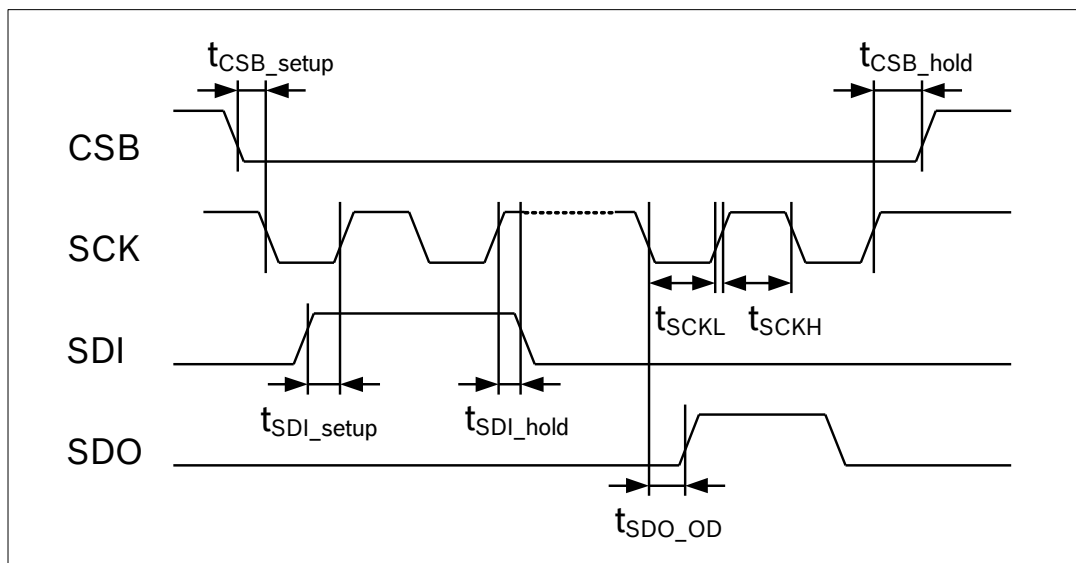 tCSB_setup
tCSB_hold
CSB
SCK
tSCKL
tSCKH
SDI
tSDI_setup
tSDI_hold
SDO
tSDO_OD